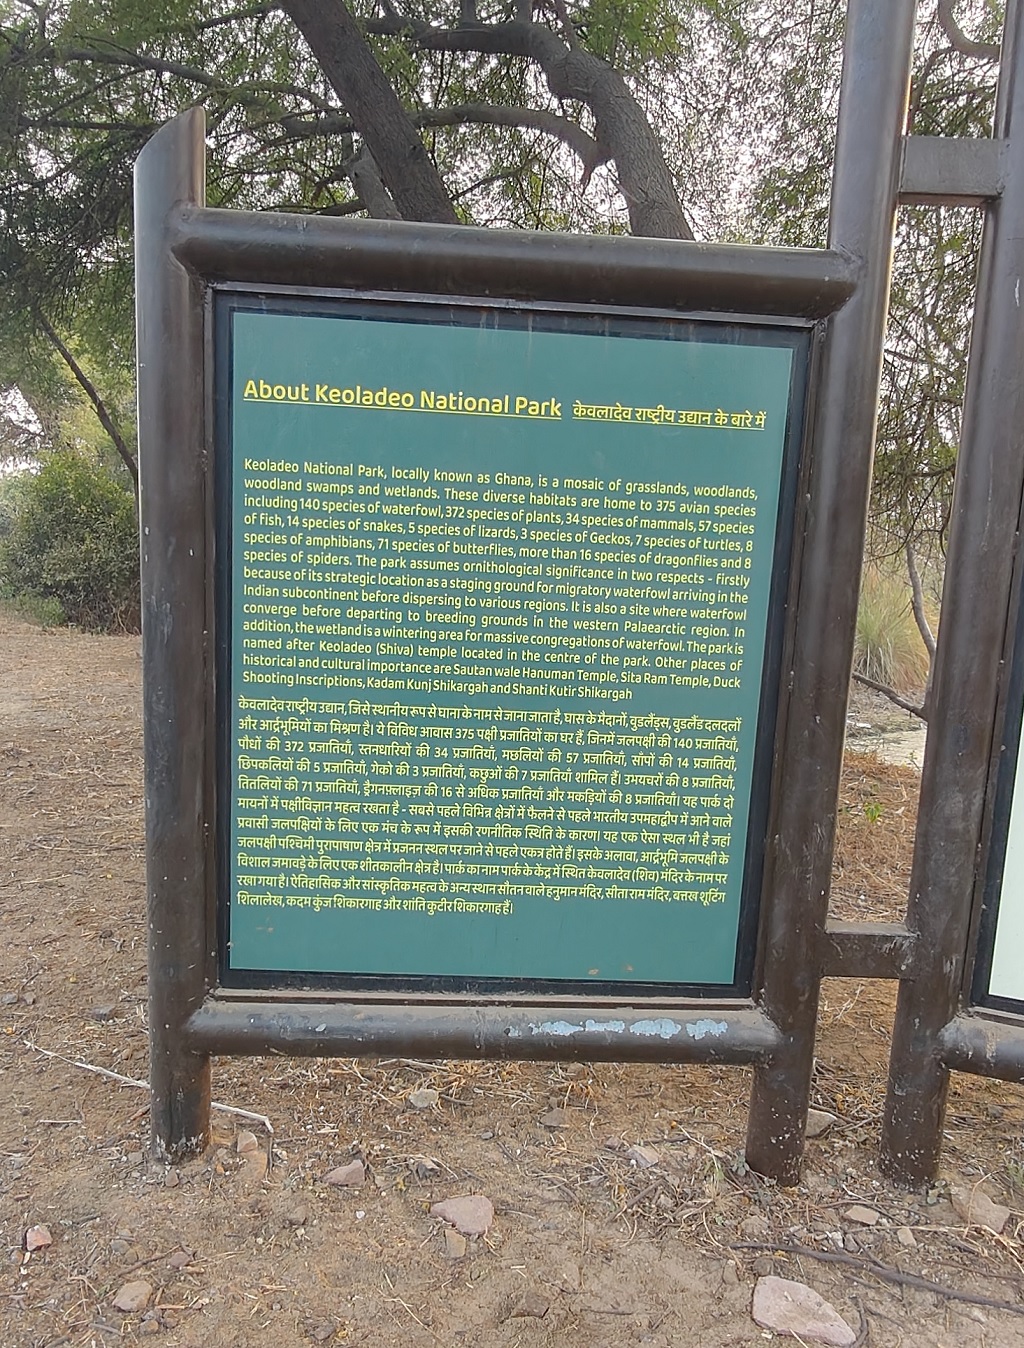 About Keoladeo National Park केवलादेव राष्ट्रीय उद्यान के बारे में
Keoladeo National Park, locally known as Ghana, is a mosaic of grasslands, woodlands,
woodland swamps and wetlands. These diverse habitats are home to 375 avian species
including 140 species of waterfowl, 372 species of plants, 34 species of mammals, 57 species
of fish, 14 species of snakes, 5 species of lizards, 3 species of Geckos, 7 species of turtles, 8
species of amphibians, 71 species of butterflies, more than 16 species of dragonflies and 8
species of spiders. The park assumes ornithological significance in two respects - firstly
because of its strategic location as a staging ground for migratory waterfowl arriving in the
Indian subcontinent before dispersing to various regions. It is also a site where waterfowl
converge before departing to breeding grounds in the western Palaearctic region. In
addition, the wetland is a wintering area for massive congregations of waterfowl. The park is
named after Keoladeo (Shiva) temple located in the centre of the park. Other places of
historical and cultural importance are Sautan wale Hanuman Temple, Sita Ram Temple, Duck
Shooting Inscriptions, Kadam Kunj Shikargah and Shanti Kutir Shikargah
केवलादेव राष्ट्रीय उद्यान, जिसे स्थानीय रूप से घाना के नाम से जाना जाता है, घास के मैदानों, वुडलैंड्स, वुडलैंड दलदलों
और आर्द्रभूमियों का मिश्रण है। ये विविध आवास 375 पक्षी प्रजातियों का घर हैं, जिनमें जलपक्षी की 140 प्रजातियाँ,
पौधों की 372 प्रजातियाँ, स्तनधारियों की 34 प्रजातियाँ, मछलियों की 57 प्रजातियाँ, साँपों की 14 प्रजातियाँ,
छिपकलियों की 5 प्रजातियाँ, गेको की 3 प्रजातियाँ, कछुओं की 7 प्रजातियाँ शामिल हैं। उभयचरों की 8 प्रजातियाँ,
तितलियों की 71 प्रजातियाँ, ड्रैगनफ़्लाइज़ की 16 से अधिक प्रजातियाँ और मकड़ियों की 8 प्रजातियाँ। यह पार्क दो
मायनों में पक्षीविज्ञान महत्व रखता है - सबसे पहले विभिन्न क्षेत्रों में फैलने से पहले भारतीय उपमहाद्वीप में आने वाले
प्रवासी जलपक्षियों के लिए एक मंच के रूप में इसकी रणनीतिक स्थिति के कारण। यह एक ऐसा स्थल भी है जहां
जलपक्षी पश्चिमी पुरापाषाण क्षेत्र में प्रजनन स्थल पर जाने से पहले एकत्र होते हैं। इसके अलावा, आर्द्रभूमि जलपक्षी के
विशाल जमावड़े के लिए एक शीतकालीन क्षेत्र है। पार्क का नाम पार्क के केंद्र में स्थित केवलादेव (शिव) मंदिर के नाम पर
रखा गया है। ऐतिहासिक और सांस्कृतिक महत्व के अन्य स्थान सौतन वाले हनुमान मंदिर, सीता राम मंदिर, बत्तख शूटिंग
शिलालेख, कदम कुंज शिकारगाह और शांति कुटीर शिकारगाह हैं।